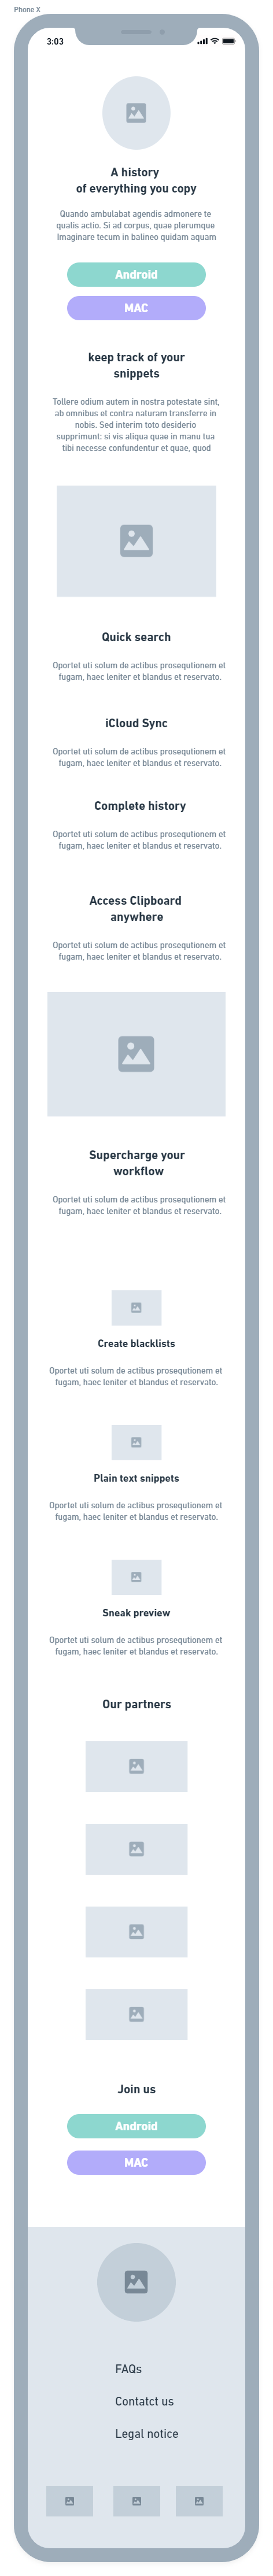 Phone X
3:03
A history
of everything you copy
Quando ambulabat agendis admonere te
qualis actio. Si ad corpus, quae plerumque
Imaginare tecum in balineo quidam aquam
Android
MAC
keep track of your
snippets
Tollere odium autem in nostra potestate sint,
ab omnibus et contra naturam transferre in
nobis. Sed interim toto desiderio
supprimunt: si vis aliqua quae in manu tua
tibi necesse confundentur et quae, quod
Quick search
Oportet uti solum de actibus prosequtionem et
fugam, haec leniter et blandus et reservato.
iCloud Sync
Oportet uti solum de actibus prosequtionem et
fugam, haec leniter et blandus et reservato.
Complete history
Oportet uti solum de actibus prosequtionem et
fugam, haec leniter et blandus et reservato.
Access Clipboard
anywhere
Oportet uti solum de actibus prosequtionem et
fugam, haec leniter et blandus et reservato.
Supercharge your
workflow
Oportet uti solum de actibus prosequtionem et
fugam, haec leniter et blandus et reservato.
Create blacklists
Oportet uti solum de actibus prosequtionem et
fugam, haec leniter et blandus et reservato.
Plain text snippets
Oportet uti solum de actibus prosequtionem et
fugam, haec leniter et blandus et reservato.
Sneak preview
Oportet uti solum de actibus prosequtionem et
fugam, haec leniter et blandus et reservato.
Our partners
Join us
Android
MAC
FAQs
Contatct us
Legal notice